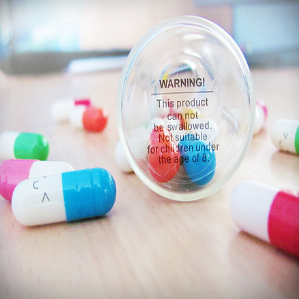 WARNING!
This product
can not
be swallowed.
Not suitable
for children under
the age of 8.